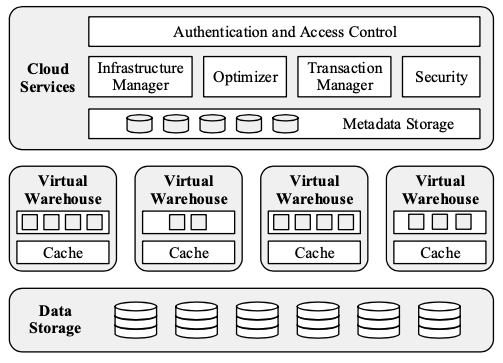 Authentication and Access Control
Cloud
Services
Infrastructure
Manager
Optimizer
Transaction
Manager
Security
Metadata Storage
Virtual
Warehouse
Cache
Virtual
Warehouse
Cache
Virtual
Warehouse
Cache
Virtual
Warehouse
Cache
Data
Storage